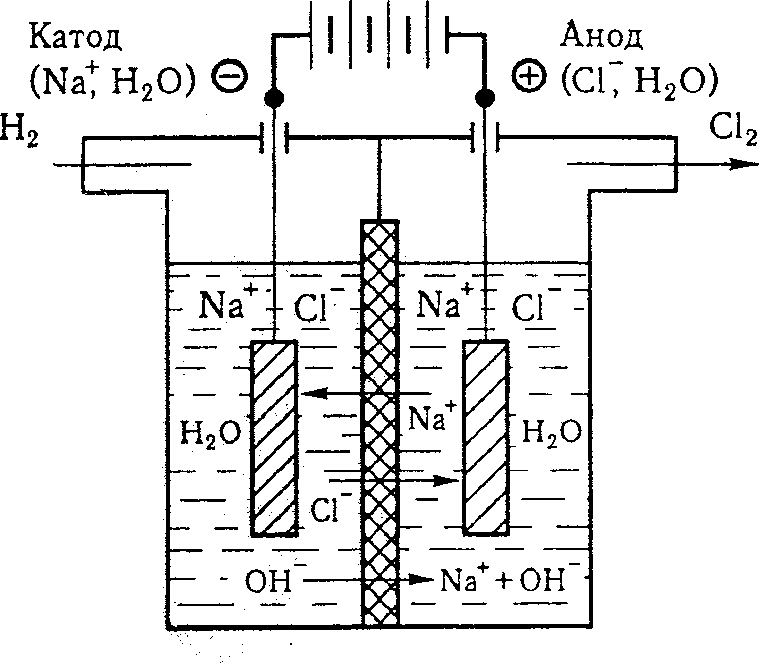 Катод
(Na⁺, H₂O) ⊖
Анод
⊕ (Cl⁻, H₂O)
H₂
Cl₂
Na⁺ Cl⁻
Na⁺ Cl⁻
Na⁺
H₂O
H₂O
Cl⁻
OH⁻
Na⁺ + OH⁻